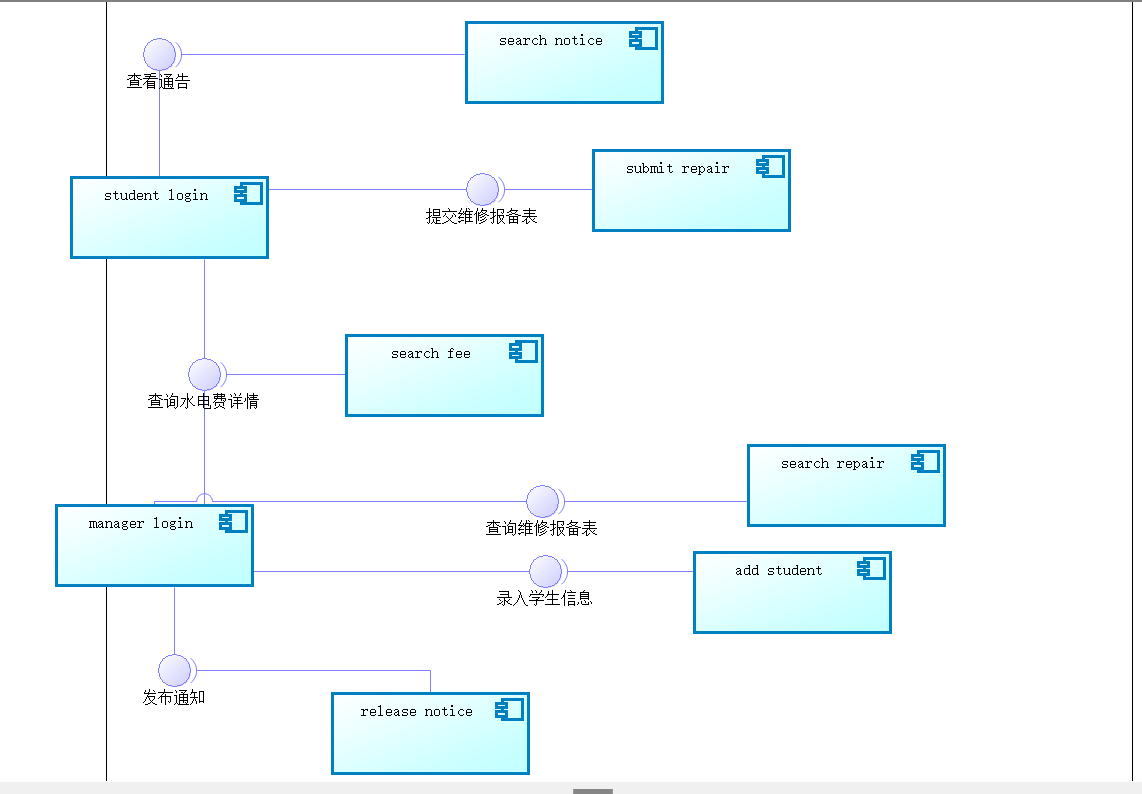 search notice
查看通告
submit repair
student login
提交维修报备表
search fee
查询水电费详情
search repair
manager login
查询维修报备表
add student
录入学生信息
发布通知
release notice